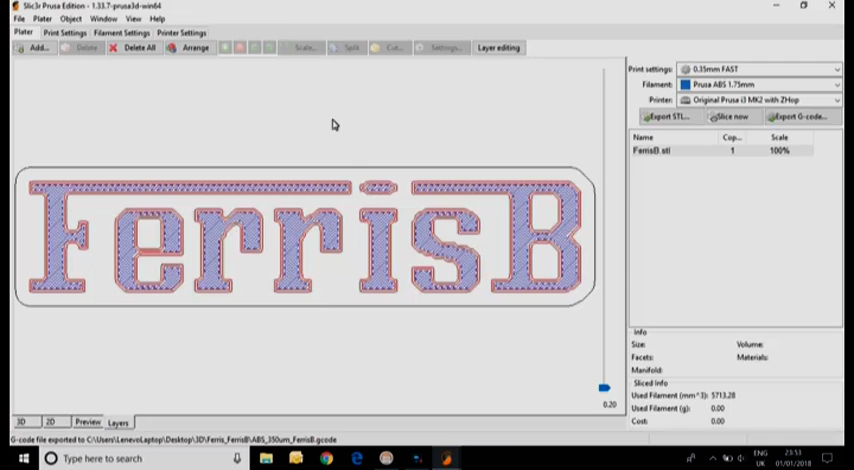 Slic3r Prusa Edition - 1.33.7-prusa3d-win64
File Plater Object Window View Help
Plater Print Settings Filament Settings Printer Settings
Add... Delete Delete All Arrange Scale... Split Cut... Settings... Layer editing
Print settings: 0.35mm FAST
Filament: Prusa ABS 1.75mm
Printer: Original Prusa i3 MK2 with ZHop
Export STL... Slice now Export G-code...
Name Cop... Scale
FerrisB.stl 1 100%
FerrisB
Info
Size: Volume:
Facets: Materials:
Manifold:
Sliced Info
Used Filament (mm^3): 5713.28
Used Filament (g): 0.00
Cost: 0.00
0.20
3D 2D Preview Layers
G-code file exported to C:\Users\LenevoLaptop\Desktop\3D\Ferris_FerrisB\ABS_350um_FerrisB.gcode
Type here to search
ENG
UK
23:53
01/01/2018